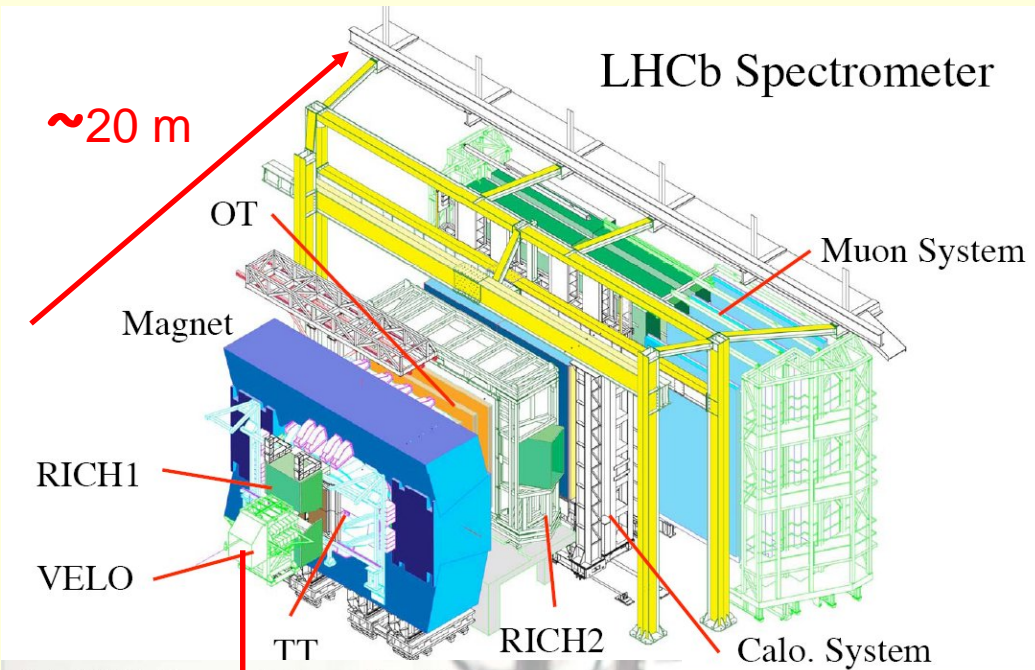 LHCb Spectrometer
~20 m
OT
Muon System
Magnet
RICH1
VELO
TT
RICH2
Calo. System